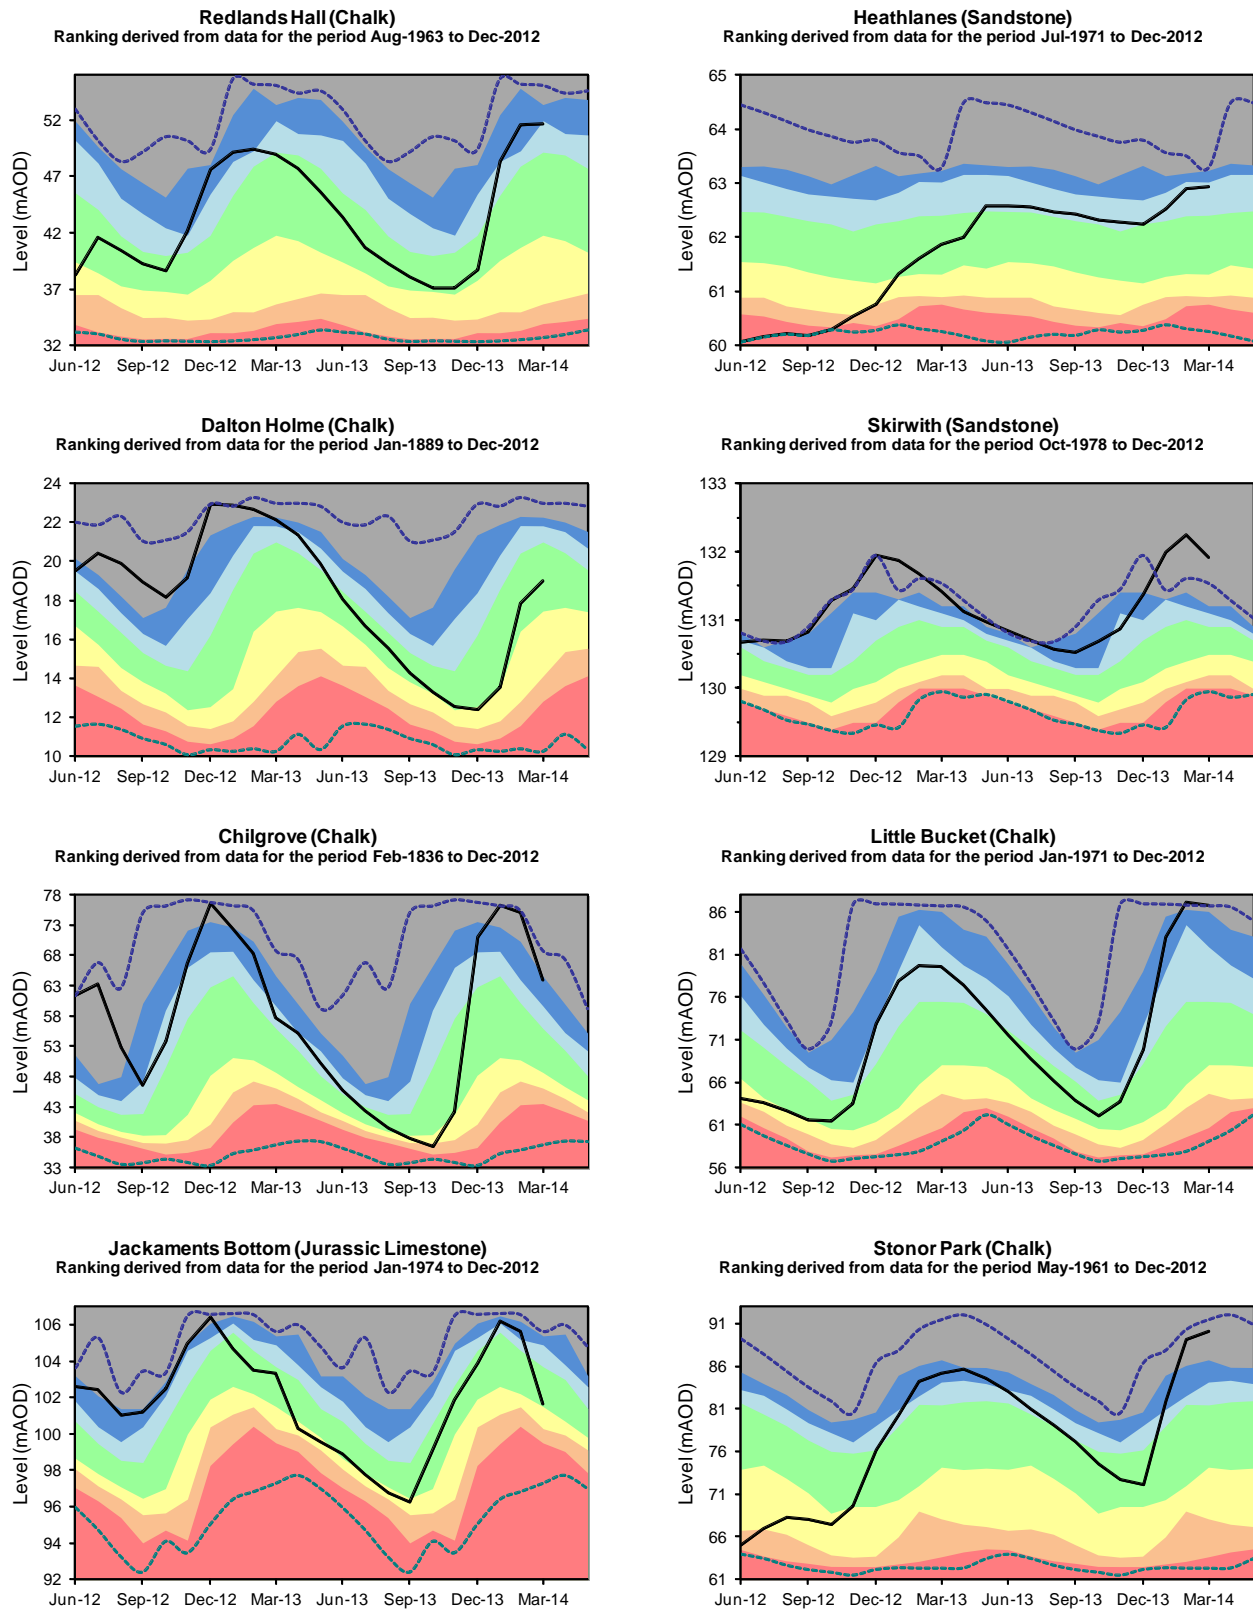 Redlands Hall (Chalk)
Ranking derived from data for the period Aug-1963 to Dec-2012
Level (mAOD)
52
47
42
37
32
Jun-12 Sep-12 Dec-12 Mar-13 Jun-13 Sep-13 Dec-13 Mar-14
Heathlanes (Sandstone)
Ranking derived from data for the period Jul-1971 to Dec-2012
Level (mAOD)
65
64
63
62
61
60
Jun-12 Sep-12 Dec-12 Mar-13 Jun-13 Sep-13 Dec-13 Mar-14
Dalton Holme (Chalk)
Ranking derived from data for the period Jan-1889 to Dec-2012
Level (mAOD)
24
22
20
18
16
14
12
10
Jun-12 Sep-12 Dec-12 Mar-13 Jun-13 Sep-13 Dec-13 Mar-14
Skirwith (Sandstone)
Ranking derived from data for the period Oct-1978 to Dec-2012
Level (mAOD)
133
132
131
130
129
Jun-12 Sep-12 Dec-12 Mar-13 Jun-13 Sep-13 Dec-13 Mar-14
Chilgrove (Chalk)
Ranking derived from data for the period Feb-1836 to Dec-2012
Level (mAOD)
78
73
68
63
58
53
48
43
38
33
Jun-12 Sep-12 Dec-12 Mar-13 Jun-13 Sep-13 Dec-13 Mar-14
Little Bucket (Chalk)
Ranking derived from data for the period Jan-1971 to Dec-2012
Level (mAOD)
86
81
76
71
66
61
56
Jun-12 Sep-12 Dec-12 Mar-13 Jun-13 Sep-13 Dec-13 Mar-14
Jackaments Bottom (Jurassic Limestone)
Ranking derived from data for the period Jan-1974 to Dec-2012
Level (mAOD)
106
104
102
100
98
96
94
92
Jun-12 Sep-12 Dec-12 Mar-13 Jun-13 Sep-13 Dec-13 Mar-14
Stonor Park (Chalk)
Ranking derived from data for the period May-1961 to Dec-2012
Level (mAOD)
91
86
81
76
71
66
61
Jun-12 Sep-12 Dec-12 Mar-13 Jun-13 Sep-13 Dec-13 Mar-14